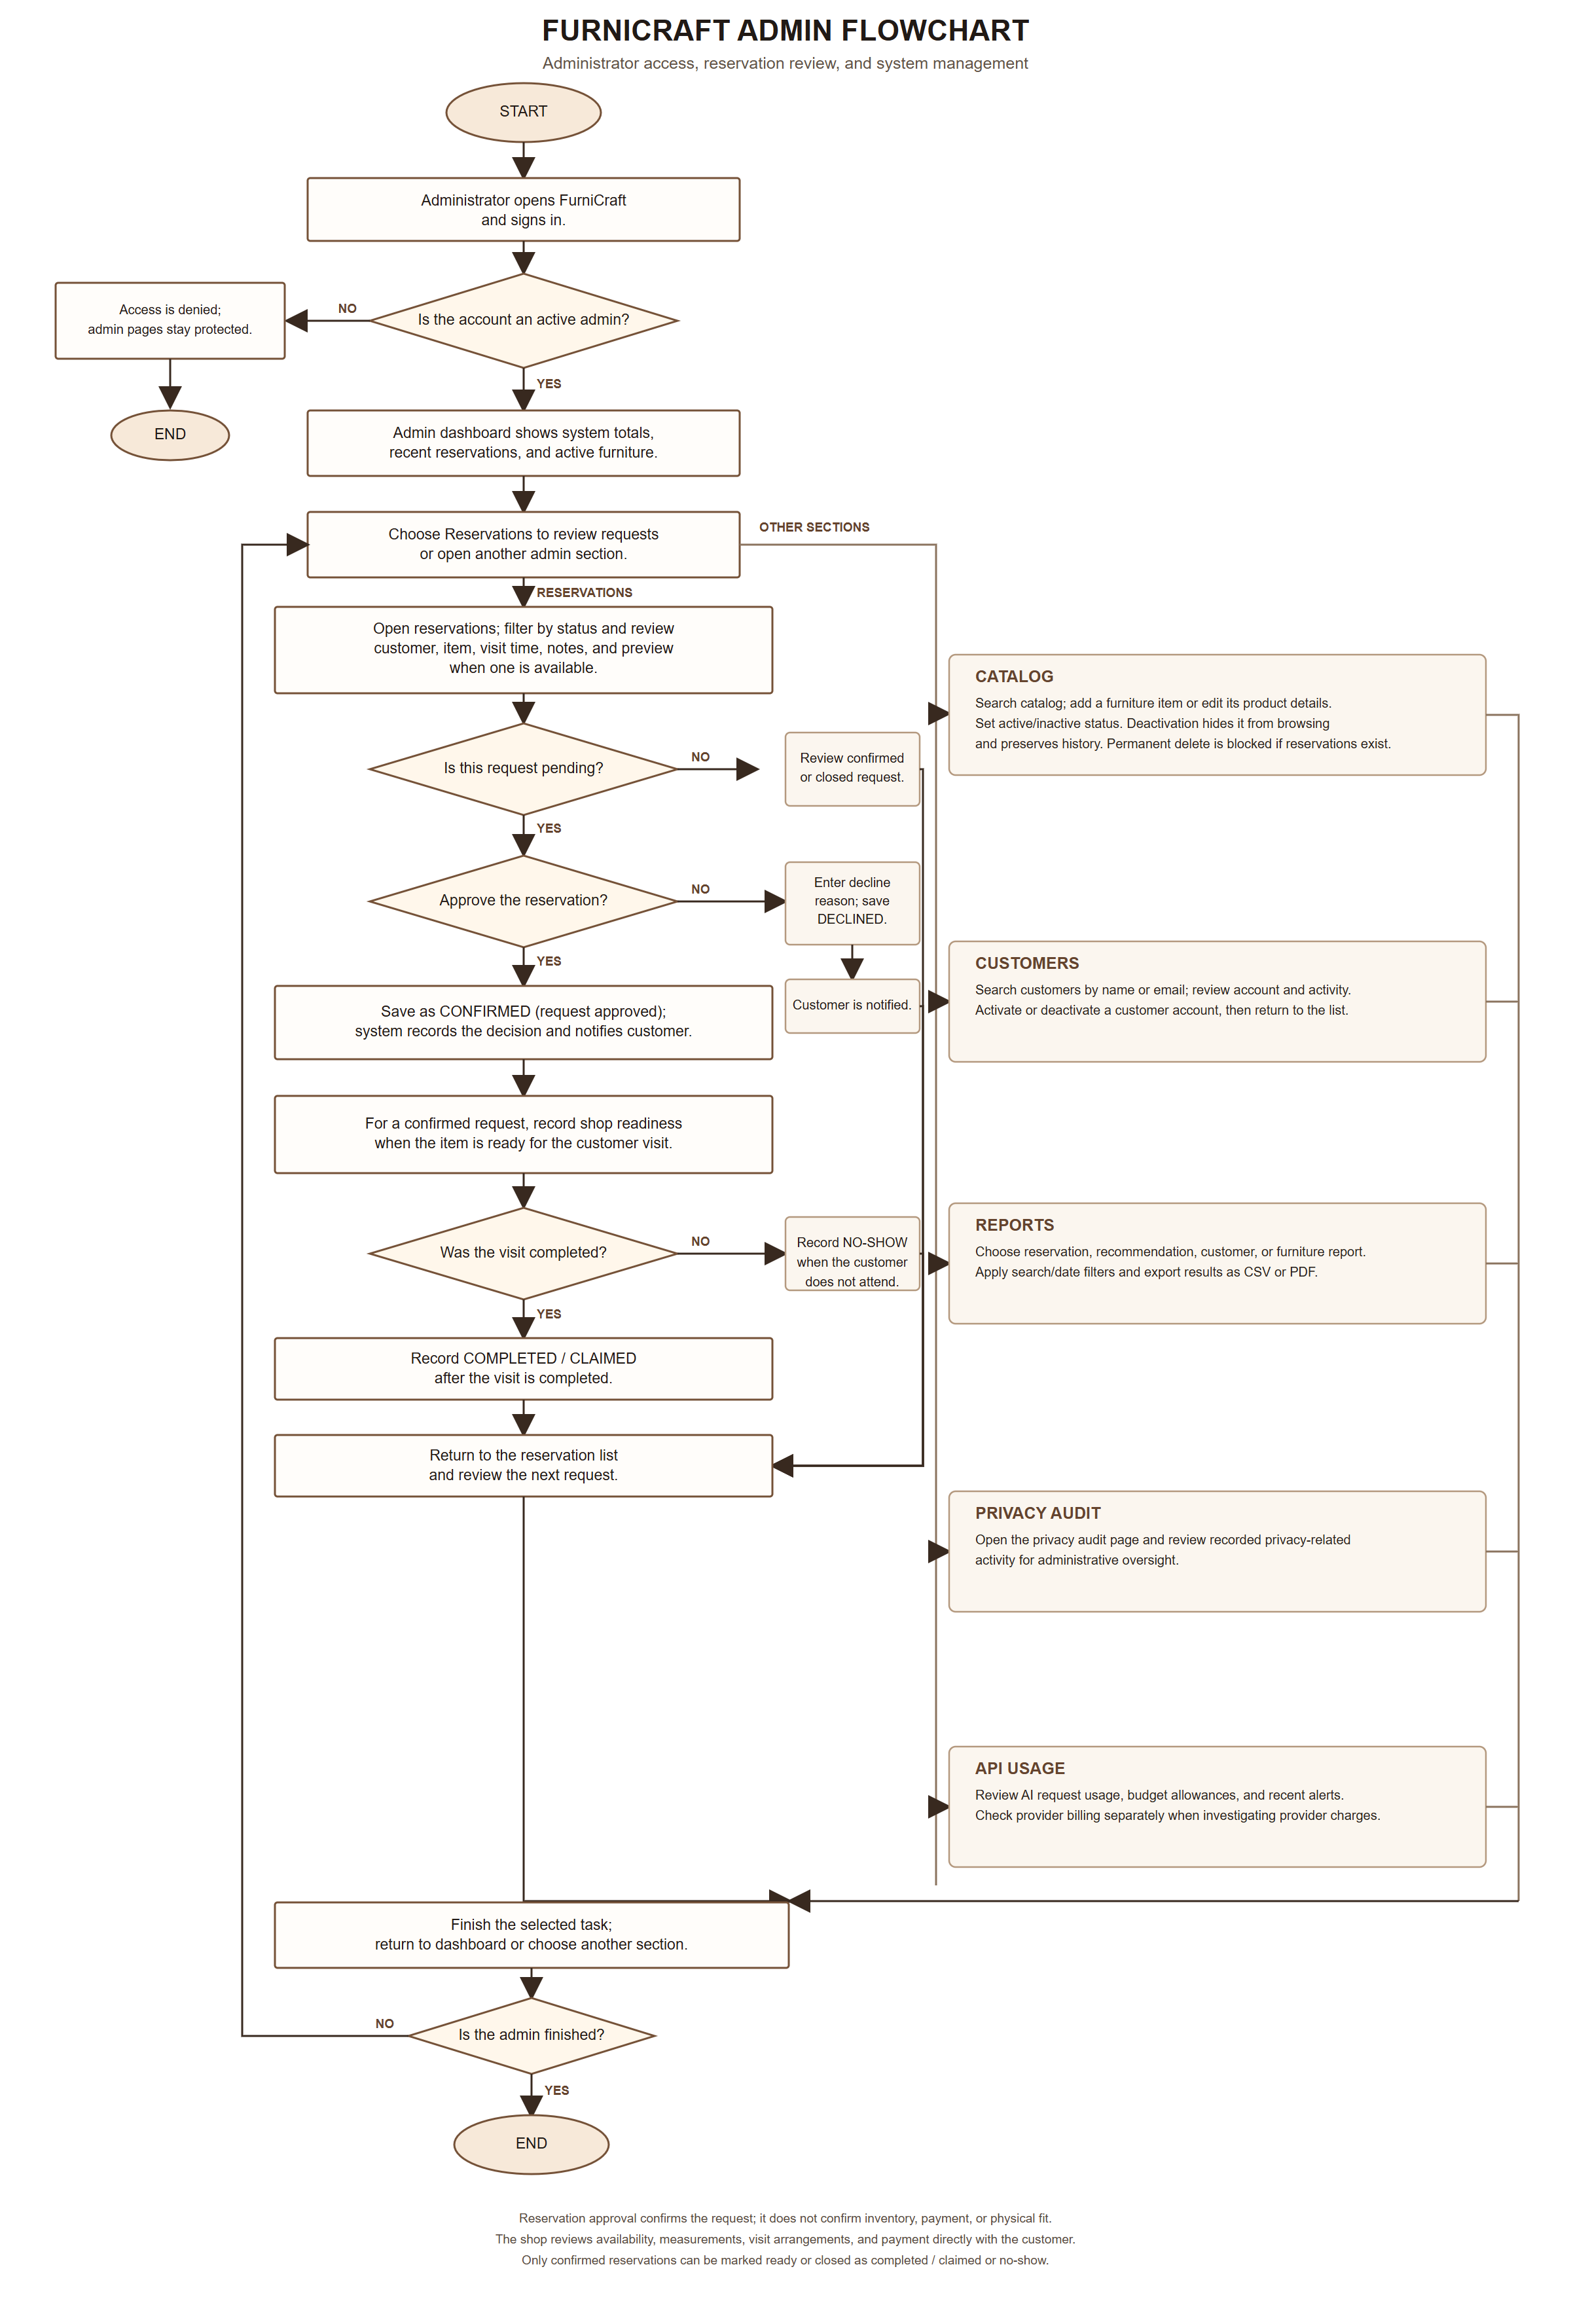 FURNICRAFT ADMIN FLOWCHART
Administrator access, reservation review, and system management
START
Administrator opens FurniCraft
and signs in.
Is the account an active admin?
NO
Access is denied;
admin pages stay protected.
END
YES
Admin dashboard shows system totals,
recent reservations, and active furniture.
Choose Reservations to review requests
or open another admin section.
OTHER SECTIONS
RESERVATIONS
Open reservations; filter by status and review
customer, item, visit time, notes, and preview
when one is available.
Is this request pending?
NO
Review confirmed
or closed request.
YES
Approve the reservation?
NO
Enter decline
reason; save
DECLINED.
Customer is notified.
YES
Save as CONFIRMED (request approved);
system records the decision and notifies customer.
For a confirmed request, record shop readiness
when the item is ready for the customer visit.
Was the visit completed?
NO
Record NO-SHOW
when the customer
does not attend.
YES
Record COMPLETED / CLAIMED
after the visit is completed.
Return to the reservation list
and review the next request.
CATALOG
Search catalog; add a furniture item or edit its product details.
Set active/inactive status. Deactivation hides it from browsing
and preserves history. Permanent delete is blocked if reservations exist.
CUSTOMERS
Search customers by name or email; review account and activity.
Activate or deactivate a customer account, then return to the list.
REPORTS
Choose reservation, recommendation, customer, or furniture report.
Apply search/date filters and export results as CSV or PDF.
PRIVACY AUDIT
Open the privacy audit page and review recorded privacy-related
activity for administrative oversight.
API USAGE
Review AI request usage, budget allowances, and recent alerts.
Check provider billing separately when investigating provider charges.
Finish the selected task;
return to dashboard or choose another section.
Is the admin finished?
NO
YES
END
Reservation approval confirms the request; it does not confirm inventory, payment, or physical fit.
The shop reviews availability, measurements, visit arrangements, and payment directly with the customer.
Only confirmed reservations can be marked ready or closed as completed / claimed or no-show.